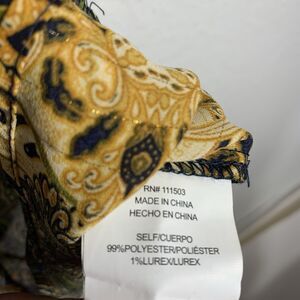 RN# 111503
MADE IN CHINA
HECHO EN CHINA
SELF/CUERPO
99%POLYESTER/POLIÉSTER
1%LUREX/LUREX